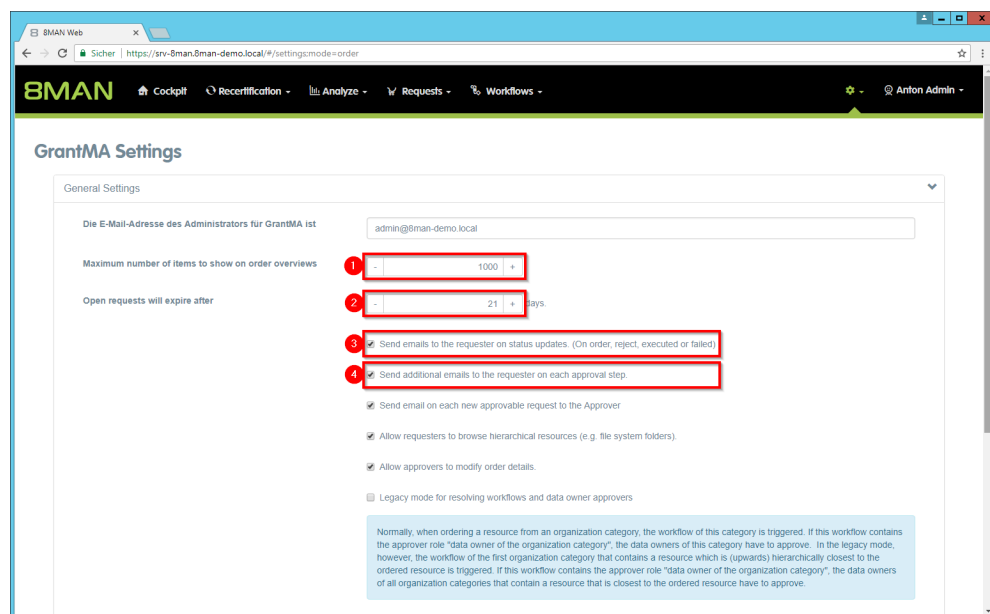 8MAN Web
Sicher https://srv-8man.8man-demo.local/#/settings:mode=order
8MAN Cockpit Recertification Analyze Requests Workflows Anton Admin
GrantMA Settings
General Settings
Die E-Mail-Adresse des Administrators für GrantMA ist
admin@8man-demo.local
Maximum number of items to show on order overviews
1 - 1000 +
Open requests will expire after
2 - 21 + days.
3 Send emails to the requester on status updates. (On order, reject, executed or failed)
4 Send additional emails to the requester on each approval step.
Send email on each new approvable request to the Approver
Allow requesters to browse hierarchical resources (e.g. file system folders).
Allow approvers to modify order details.
Legacy mode for resolving workflows and data owner approvers
Normally, when ordering a resource from an organization category, the workflow of this category is triggered. If this workflow contains
the approver role "data owner of the organization category", the data owners of this category have to approve. In the legacy mode,
however, the workflow of the first organization category that contains a resource which is (upwards) hierarchically closest to the
ordered resource is triggered. If this workflow contains the approver role "data owner of the organization category", the data owners
of all organization categories that contain a resource that is closest to the ordered resource have to approve.